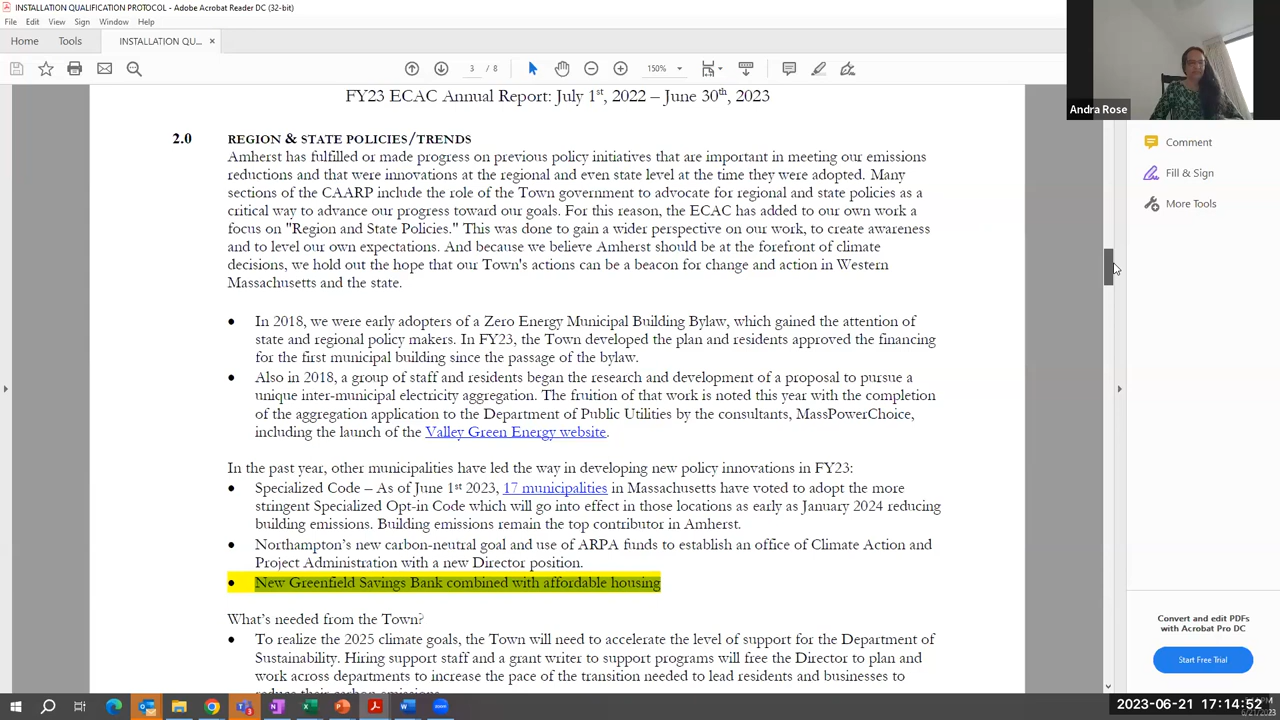 INSTALLATION QUALIFICATION PROTOCOL - Adobe Acrobat Reader DC (32-bit)
File Edit View Sign Window Help
Home Tools INSTALLATION QU... ×
3 / 8 150%
Andra Rose
FY23 ECAC Annual Report: July 1st, 2022 – June 30th, 2023
2.0 REGION & STATE POLICIES/TRENDS
Amherst has fulfilled or made progress on previous policy initiatives that are important in meeting our emissions
reductions and that were innovations at the regional and even state level at the time they were adopted. Many
sections of the CAARP include the role of the Town government to advocate for regional and state policies as a
critical way to advance our progress toward our goals. For this reason, the ECAC has added to our own work a
focus on "Region and State Policies." This was done to gain a wider perspective on our work, to create awareness
and to level our own expectations. And because we believe Amherst should be at the forefront of climate
decisions, we hold out the hope that our Town's actions can be a beacon for change and action in Western
Massachusetts and the state.
• In 2018, we were early adopters of a Zero Energy Municipal Building Bylaw, which gained the attention of
state and regional policy makers. In FY23, the Town developed the plan and residents approved the financing
for the first municipal building since the passage of the bylaw.
• Also in 2018, a group of staff and residents began the research and development of a proposal to pursue a
unique inter-municipal electricity aggregation. The fruition of that work is noted this year with the completion
of the aggregation application to the Department of Public Utilities by the consultants, MassPowerChoice,
including the launch of the Valley Green Energy website.
In the past year, other municipalities have led the way in developing new policy innovations in FY23:
• Specialized Code – As of June 1st 2023, 17 municipalities in Massachusetts have voted to adopt the more
stringent Specialized Opt-in Code which will go into effect in those locations as early as January 2024 reducing
building emissions. Building emissions remain the top contributor in Amherst.
• Northampton's new carbon-neutral goal and use of ARPA funds to establish an office of Climate Action and
Project Administration with a new Director position.
• New Greenfield Savings Bank combined with affordable housing
What's needed from the Town?
• To realize the 2025 climate goals, the Town will need to accelerate the level of support for the Department of
Sustainability. Hiring support staff and a grant writer to support programs will free the Director to plan and
work across departments to increase the pace of the transition needed to lead residents and businesses to
reduce their carbon emissions
Comment
Fill & Sign
More Tools
Convert and edit PDFs
with Acrobat Pro DC
Start Free Trial
2023-06-21 17:14:52